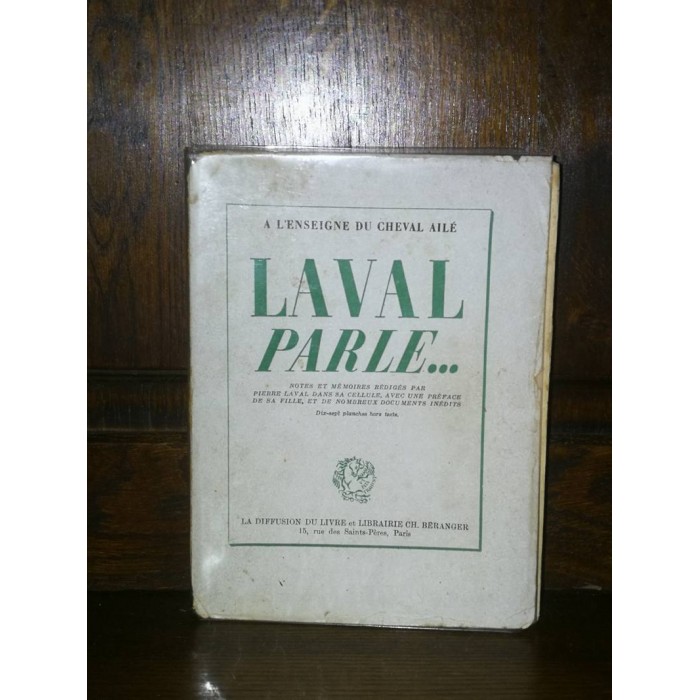 A L'ENSEIGNE DU CHEVAL AILÉ
LAVAL
PARLE...
NOTES ET MÉMOIRES RÉDIGÉS PAR
PIERRE LAVAL DANS SA CELLULE, AVEC UNE PRÉFACE
DE SA FILLE, ET DE NOMBREUX DOCUMENTS INÉDITS
Dix-sept planches hors texte.
LA DIFFUSION DU LIVRE et LIBRAIRIE CH. BÉRANGER
15, rue des Saints-Pères, Paris